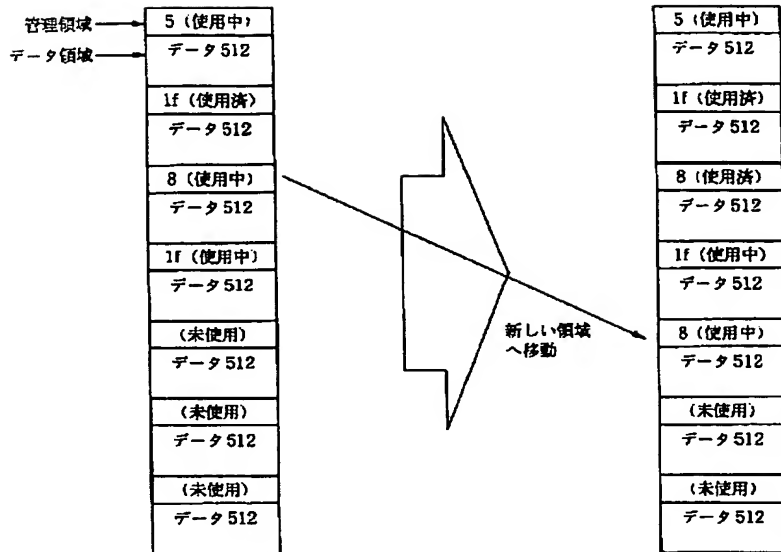 管理領域
データ領域
5 (使用中)
データ512
1f (使用済)
データ512
8 (使用中)
データ512
1f (使用中)
データ512
(未使用)
データ512
(未使用)
データ512
(未使用)
データ512
新しい領域
へ移動
5 (使用中)
データ512
1f (使用済)
データ512
8 (使用済)
データ512
1f (使用中)
データ512
8 (使用中)
データ512
(未使用)
データ512
(未使用)
データ512